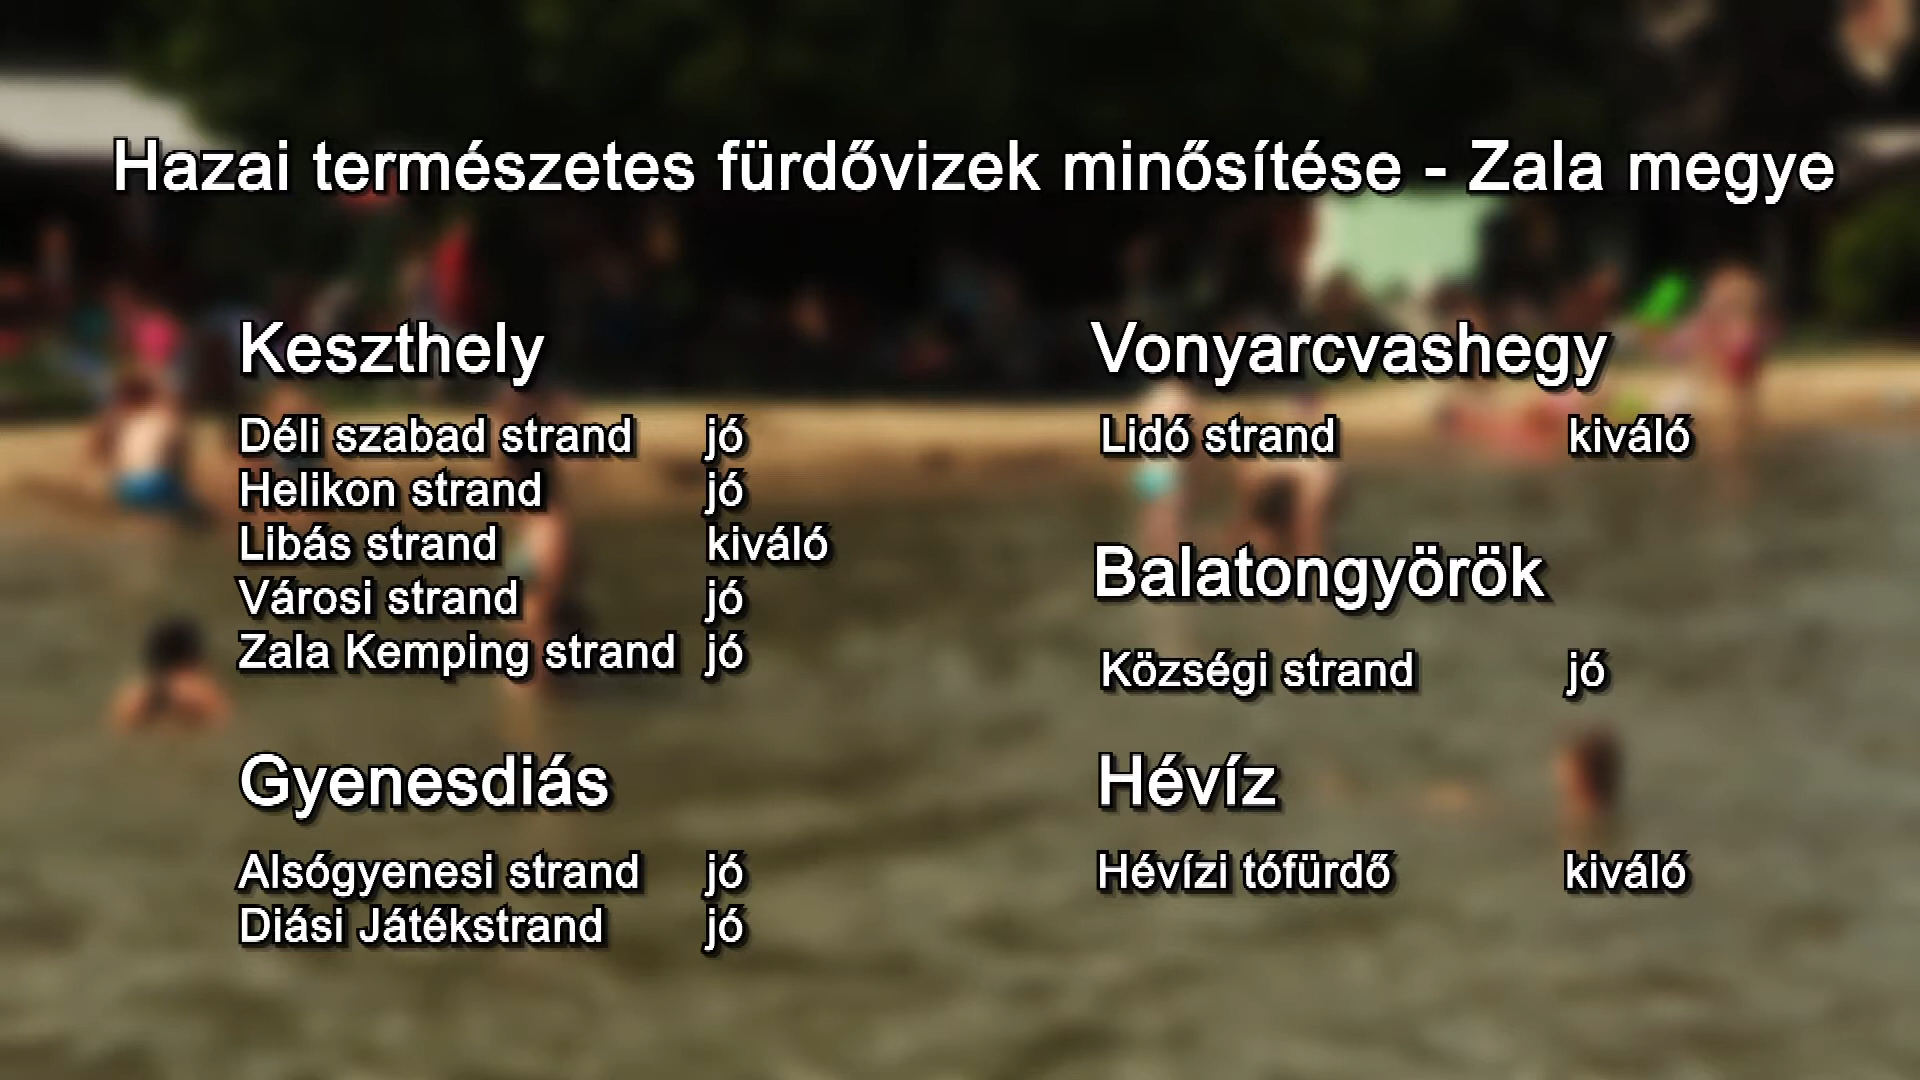 Hazai természetes fürdővizek minősítése - Zala megye
Keszthely
Déli szabad strand jó
Helikon strand jó
Libás strand kiváló
Városi strand jó
Zala Kemping strand jó
Gyenesdiás
Alsógyenesi strand jó
Diási Játékstrand jó
Vonyarcvashegy
Lidó strand kiváló
Balatongyörök
Községi strand jó
Hévíz
Hévízi tófürdő kiváló